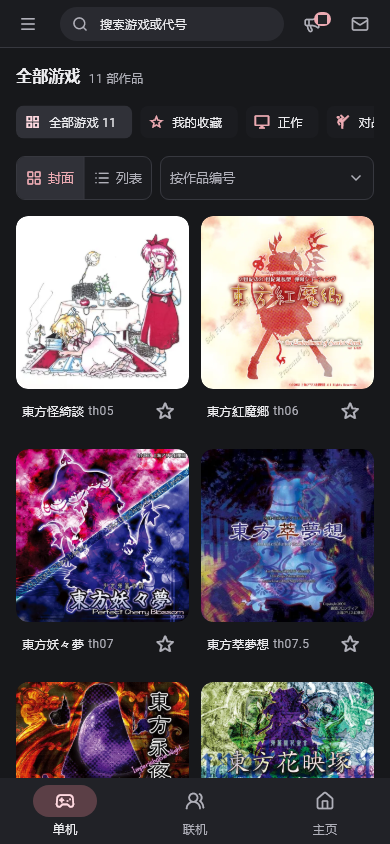 搜索游戏或代号
全部游戏 11 部作品
全部游戏 11
我的收藏
正作
封面
列表
按作品编号
東方紅魔郷
東方怪綺談 th05
東方紅魔郷 th06
東方妖々夢
Perfect Cherry Blossom
東方萃夢想
東方妖々夢 th07
東方萃夢想 th07.5
東方永夜
東方花映塚
单机
联机
主页